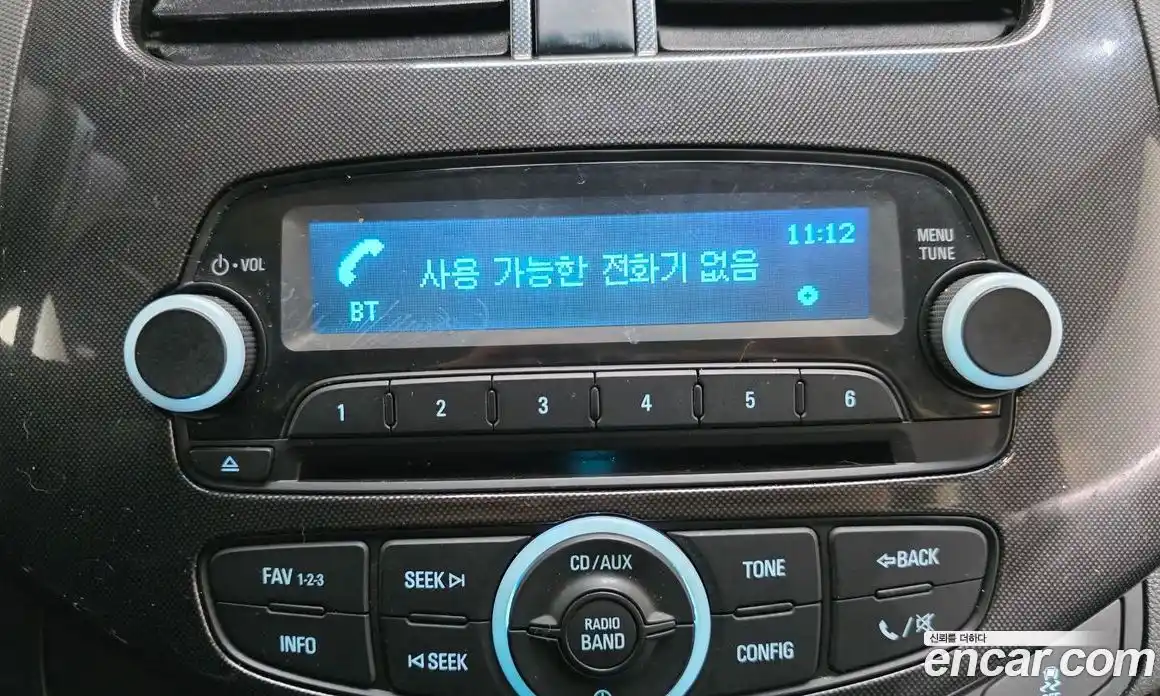 11:12
사용 가능한 전화기 없음
BT
VOL
MENU
TUNE
1 2 3 4 5 6
FAV 1-2-3
SEEK
CD/AUX
TONE
BACK
INFO
SEEK
RADIO
BAND
CONFIG
신뢰를 더하다
encar.com